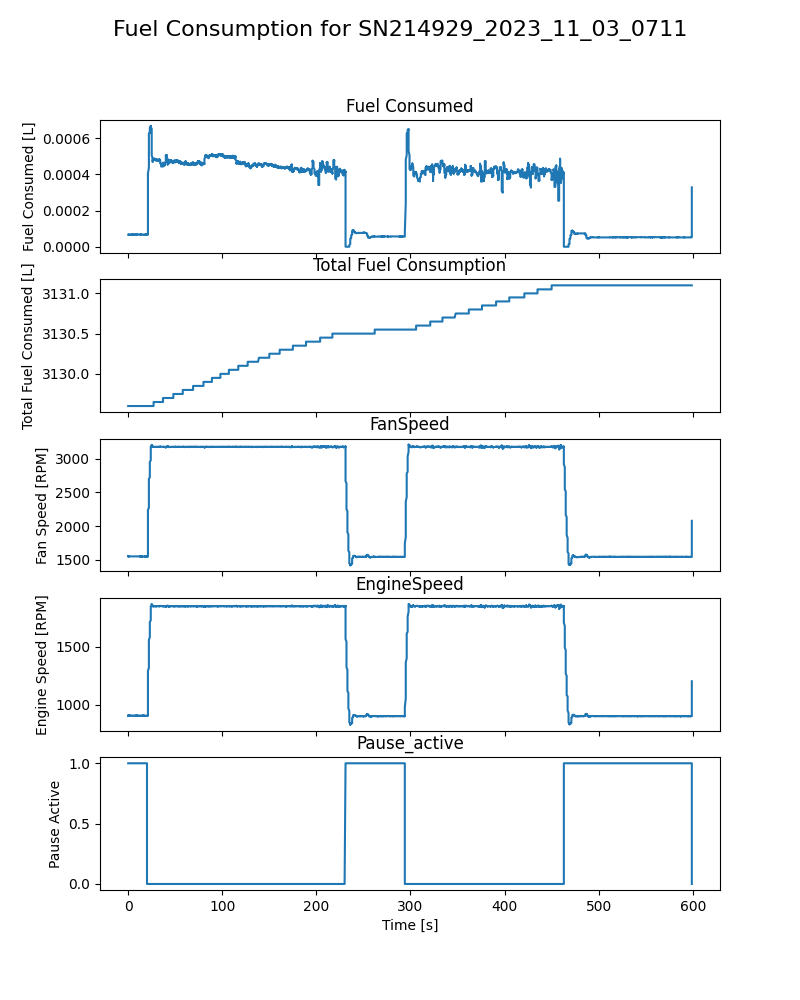 Fuel Consumption for SN214929_2023_11_03_0711
Fuel Consumed
Fuel Consumed [L]
0.0006
0.0004
0.0002
0.0000
Total Fuel Consumption
Total Fuel Consumed [L]
3131.0
3130.5
3130.0
FanSpeed
Fan Speed [RPM]
3000
2500
2000
1500
EngineSpeed
Engine Speed [RPM]
1500
1000
Pause_active
Pause Active
1.0
0.5
0.0
0 100 200 300 400 500 600
Time [s]